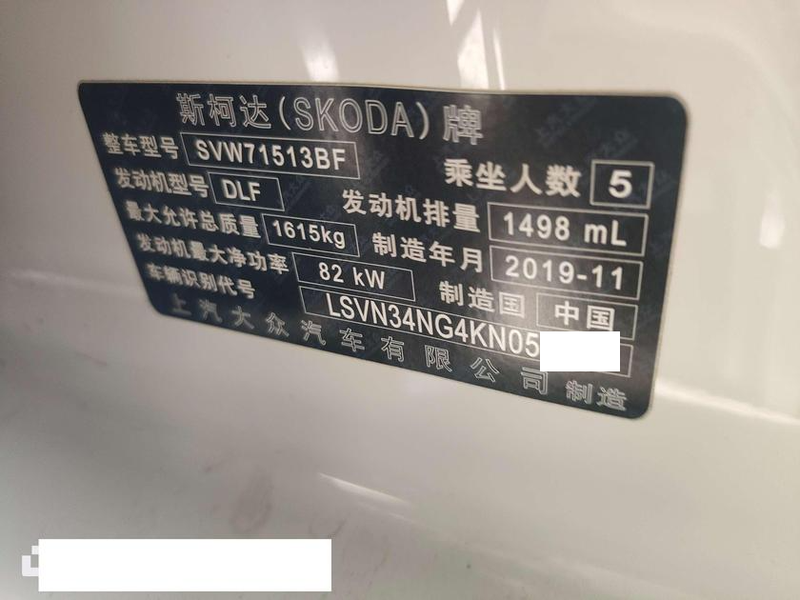 斯柯达(SKODA)牌
整车型号 SVW71513BF 乘坐人数 5
发动机型号 DLF 发动机排量 1498 mL
最大允许总质量 1615kg 制造年月 2019-11
发动机最大净功率 82 kW 制造国 中国
车辆识别代号 LSVN34NG4KN05
上汽大众汽车有限公司 制造